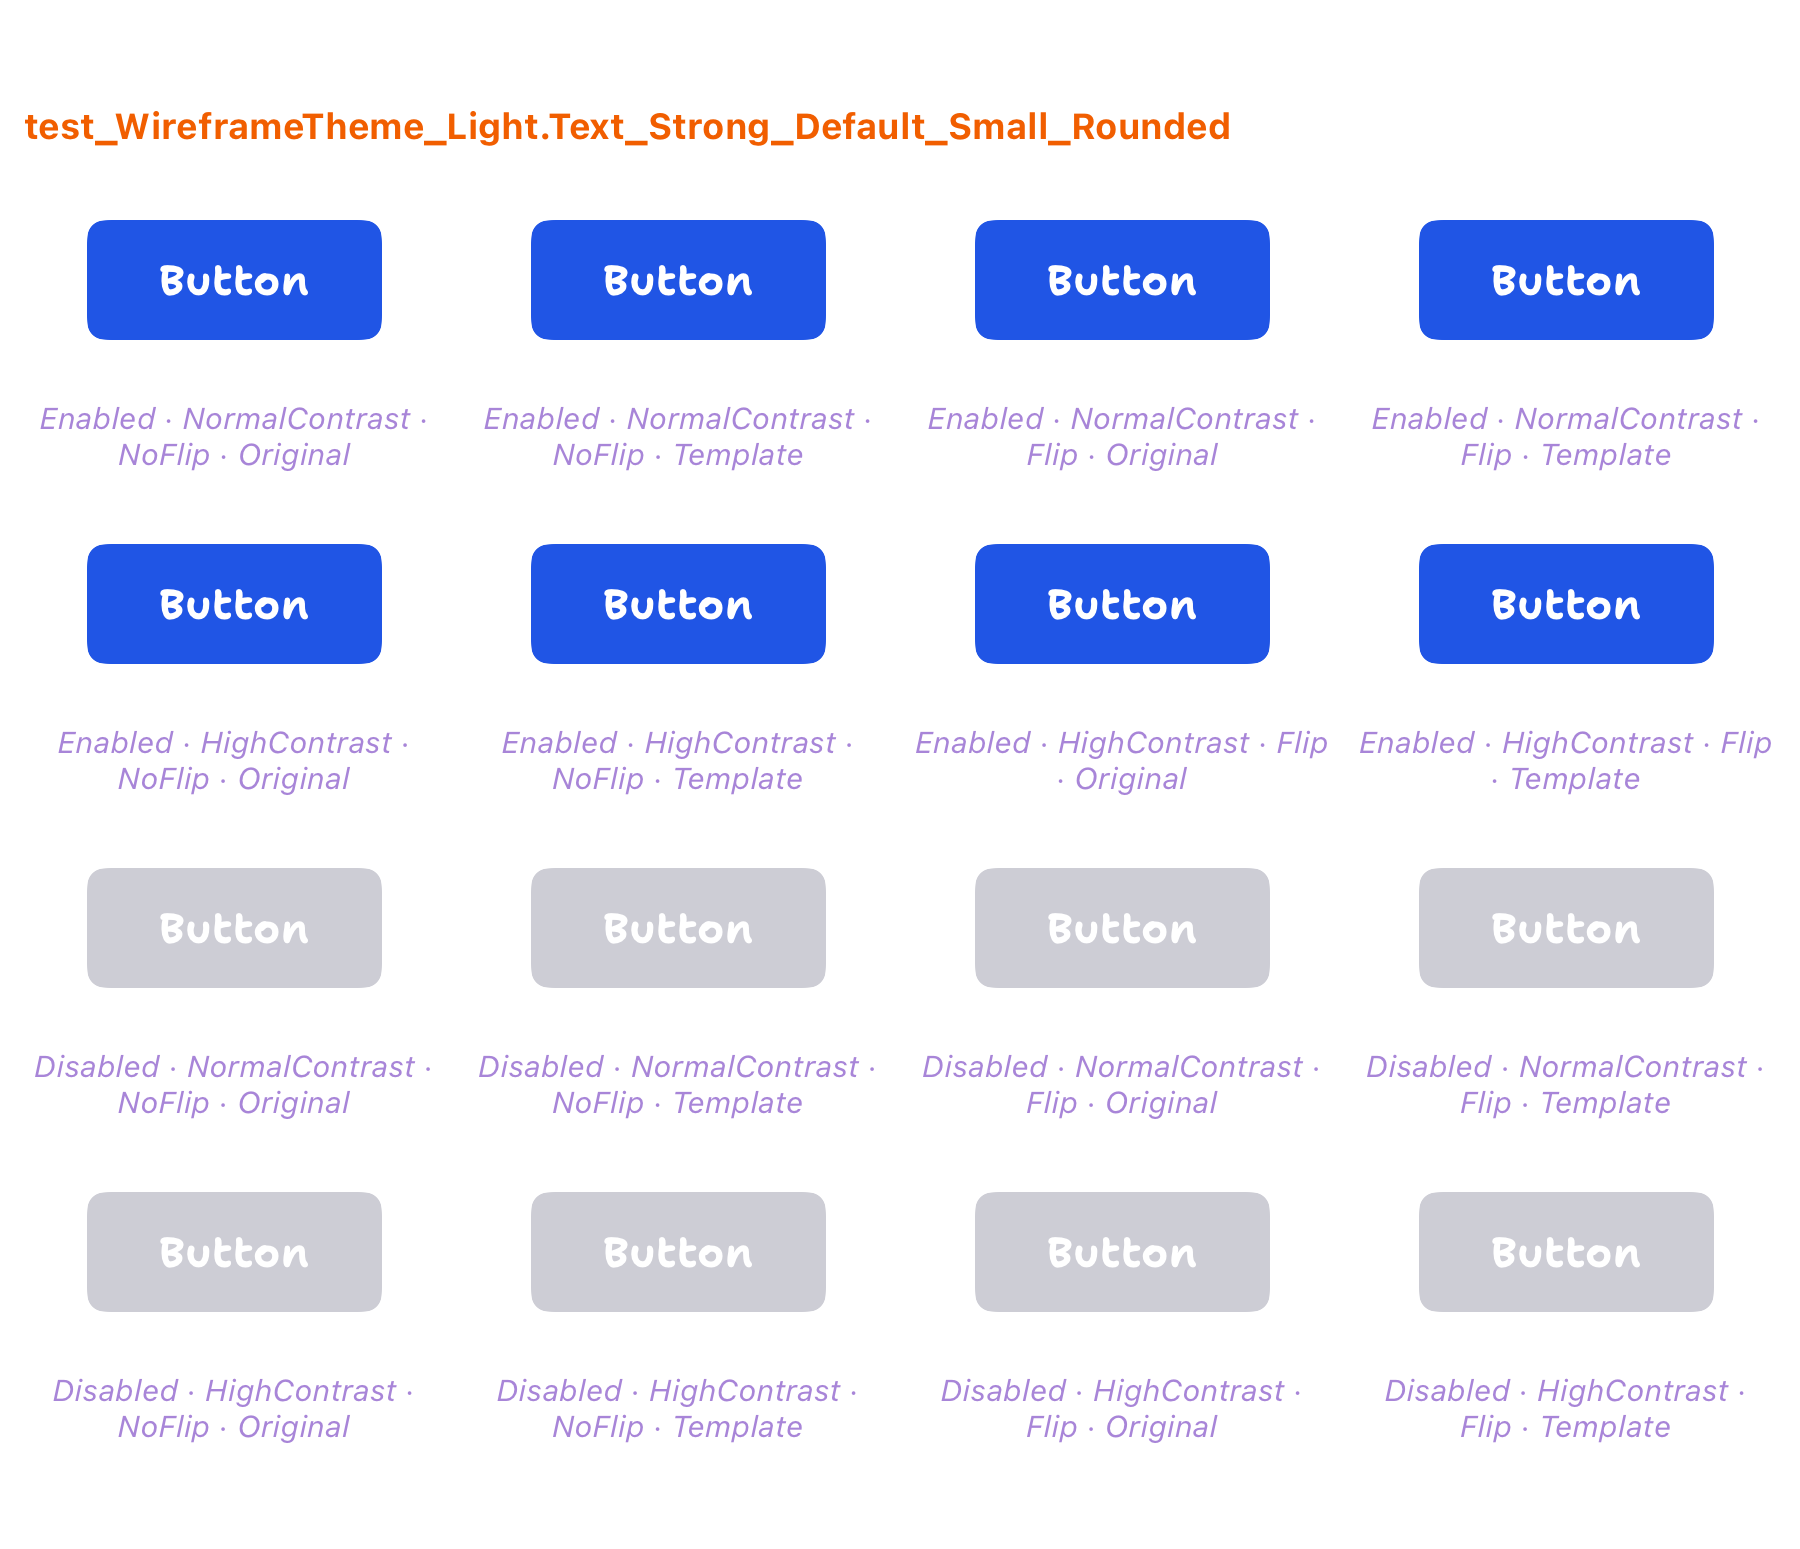 test_WireframeTheme_Light.Text_Strong_Default_Small_Rounded
Button Button Button Button
Enabled · NormalContrast · Enabled · NormalContrast · Enabled · NormalContrast · Enabled · NormalContrast ·
NoFlip · Original NoFlip · Template Flip · Original Flip · Template
Button Button Button Button
Enabled · HighContrast · Enabled · HighContrast · Enabled · HighContrast · Flip Enabled · HighContrast · Flip
NoFlip · Original NoFlip · Template · Original · Template
Button Button Button Button
Disabled · NormalContrast · Disabled · NormalContrast · Disabled · NormalContrast · Disabled · NormalContrast ·
NoFlip · Original NoFlip · Template Flip · Original Flip · Template
Button Button Button Button
Disabled · HighContrast · Disabled · HighContrast · Disabled · HighContrast · Disabled · HighContrast ·
NoFlip · Original NoFlip · Template Flip · Original Flip · Template